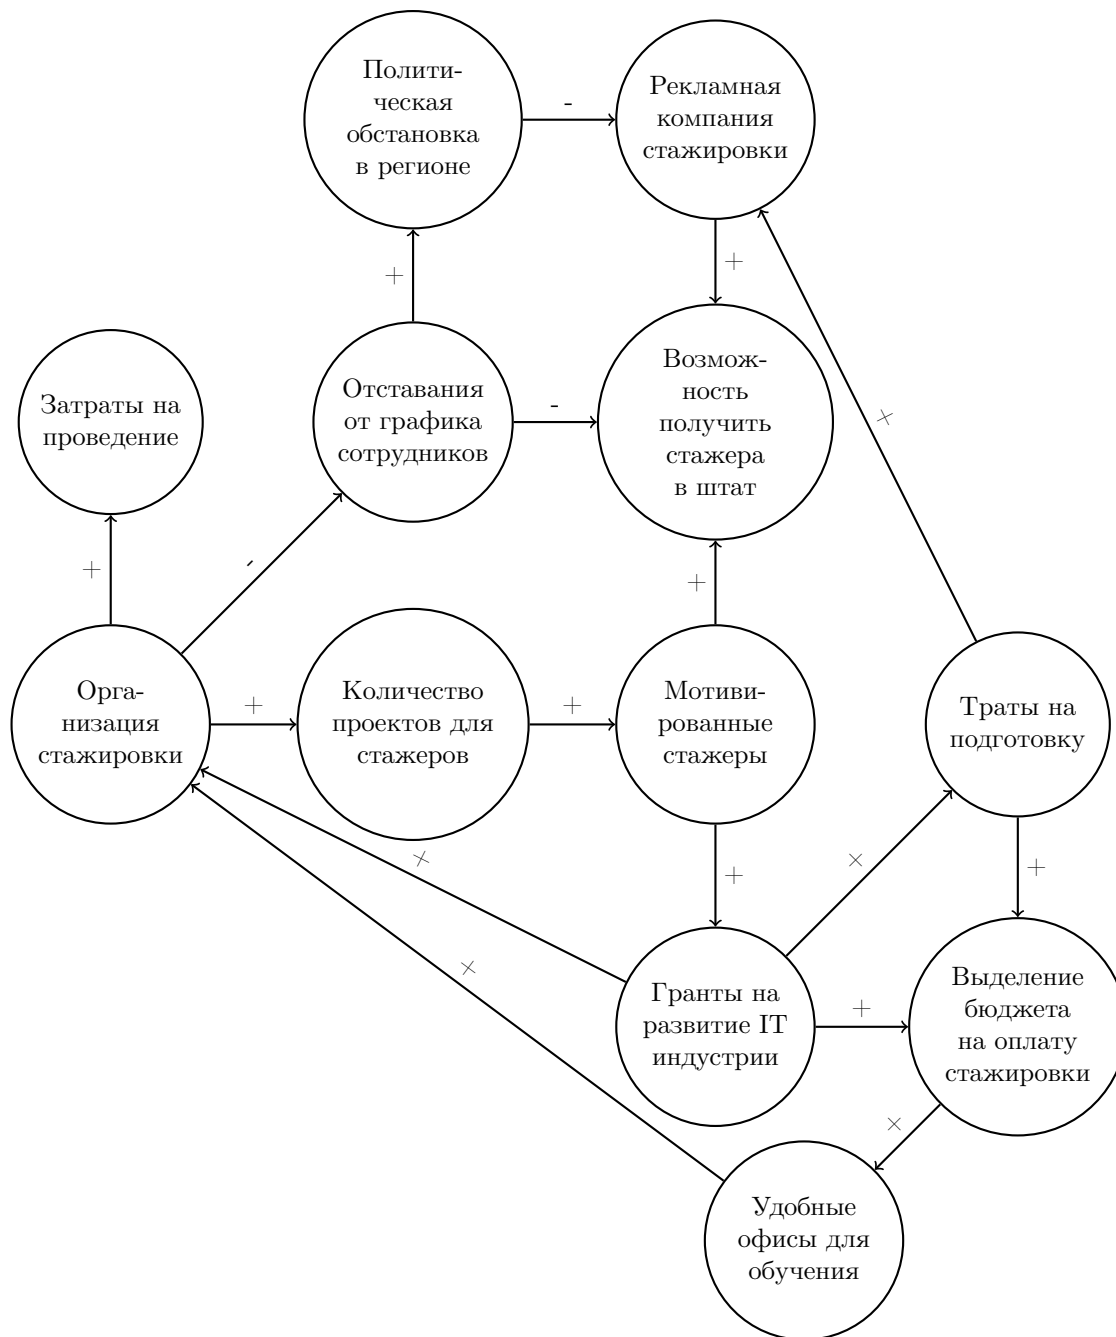 Полити-
ческая
обстановка
в регионе
-
Рекламная
компания
стажировки
+
+
Затраты на
проведение
Отставания
от графика
сотрудников
-
Возмож-
ность
получить
стажера
в штат
+
+
-
+
Орга-
низация
стажировки
+
Количество
проектов для
стажеров
+
Мотиви-
рованные
стажеры
Траты на
подготовку
+
+
+
+
+
Гранты на
развитие IT
индустрии
+
Выделение
бюджета
на оплату
стажировки
+
+
Удобные
офисы для
обучения